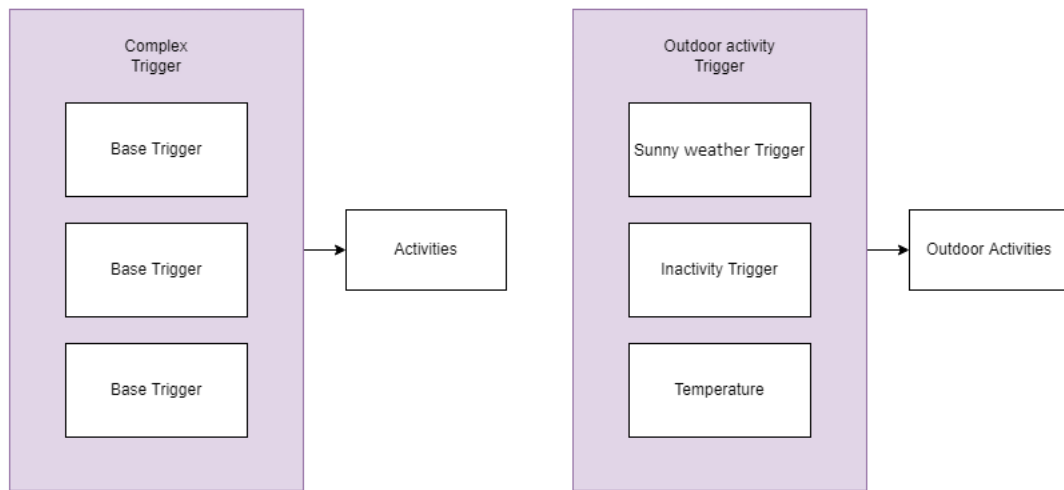 Complex
Trigger
Base Trigger
Base Trigger
Base Trigger
Activities
Outdoor activity
Trigger
Sunny weather Trigger
Inactivity Trigger
Temperature
Outdoor Activities